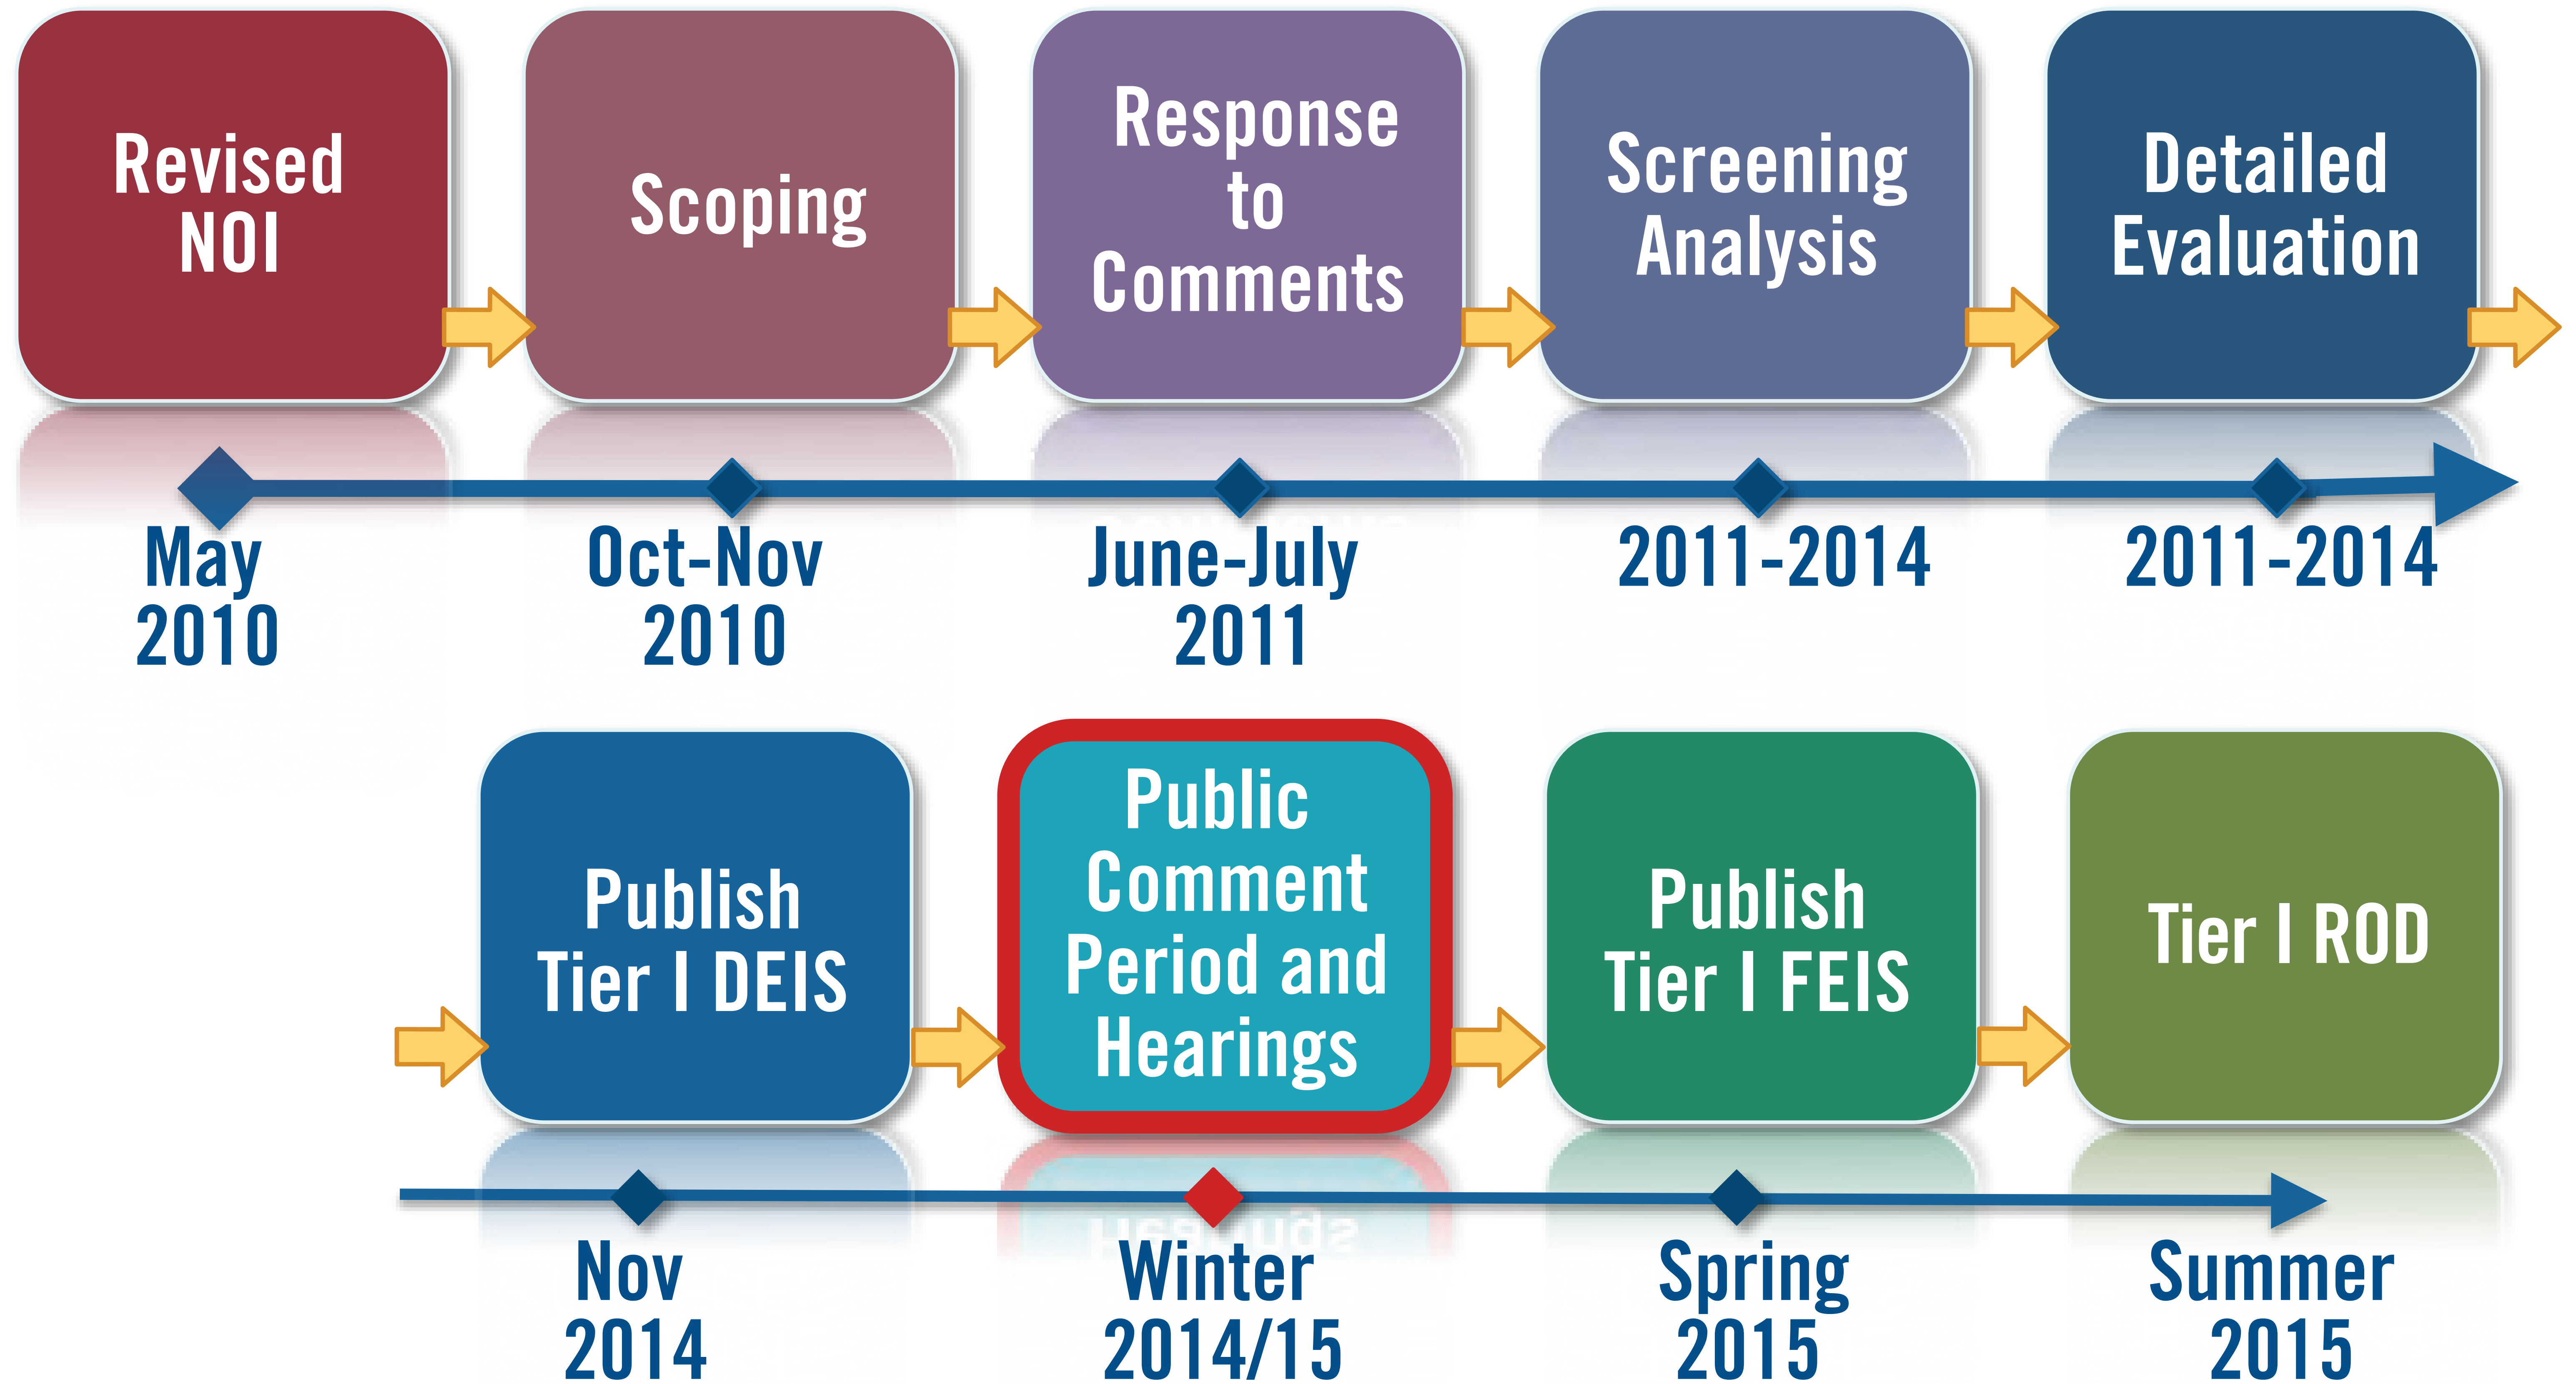 Revised
NOI
Scoping
Response
to
Comments
Screening
Analysis
Detailed
Evaluation
May
2010
Oct-Nov
2010
June-July
2011
2011-2014
2011-2014
Publish
Tier I DEIS
Public
Comment
Period and
Hearings
Publish
Tier I FEIS
Tier I ROD
Nov
2014
Winter
2014/15
Spring
2015
Summer
2015